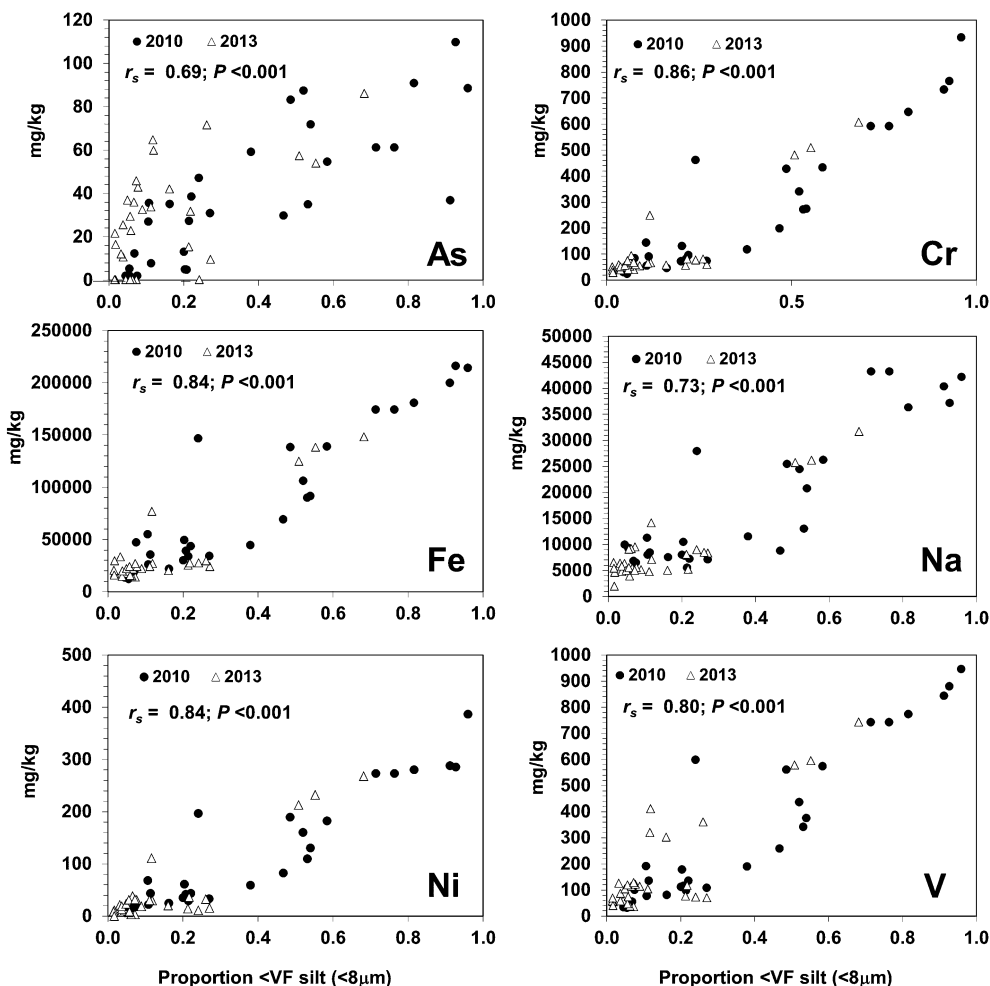 120
100
80
60
40
20
0
mg/kg
2010 2013
rs = 0.69; P <0.001
As
0.0 0.2 0.4 0.6 0.8 1.0
1000
900
800
700
600
500
400
300
200
100
0
mg/kg
2010 2013
rs = 0.86; P <0.001
Cr
0.0 0.5 1.0
250000
200000
150000
100000
50000
0
mg/kg
2010 2013
rs = 0.84; P <0.001
Fe
0.0 0.2 0.4 0.6 0.8 1.0
50000
45000
40000
35000
30000
25000
20000
15000
10000
5000
0
mg/kg
2010 2013
rs = 0.73; P <0.001
Na
0.0 0.2 0.4 0.6 0.8 1.0
500
400
300
200
100
0
mg/kg
2010 2013
rs = 0.84; P <0.001
Ni
0.0 0.2 0.4 0.6 0.8 1.0
Proportion <VF silt (<8µm)
1000
900
800
700
600
500
400
300
200
100
0
mg/kg
2010 2013
rs = 0.80; P <0.001
V
0.0 0.2 0.4 0.6 0.8 1.0
Proportion <VF silt (<8µm)